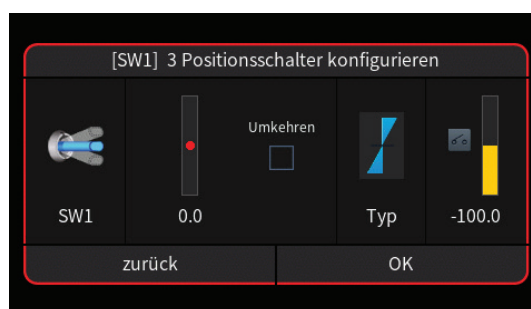 [SW1] 3 Positionsschalter konfigurieren
Umkehren
SW1
0.0
Typ
-100.0
zurück
OK